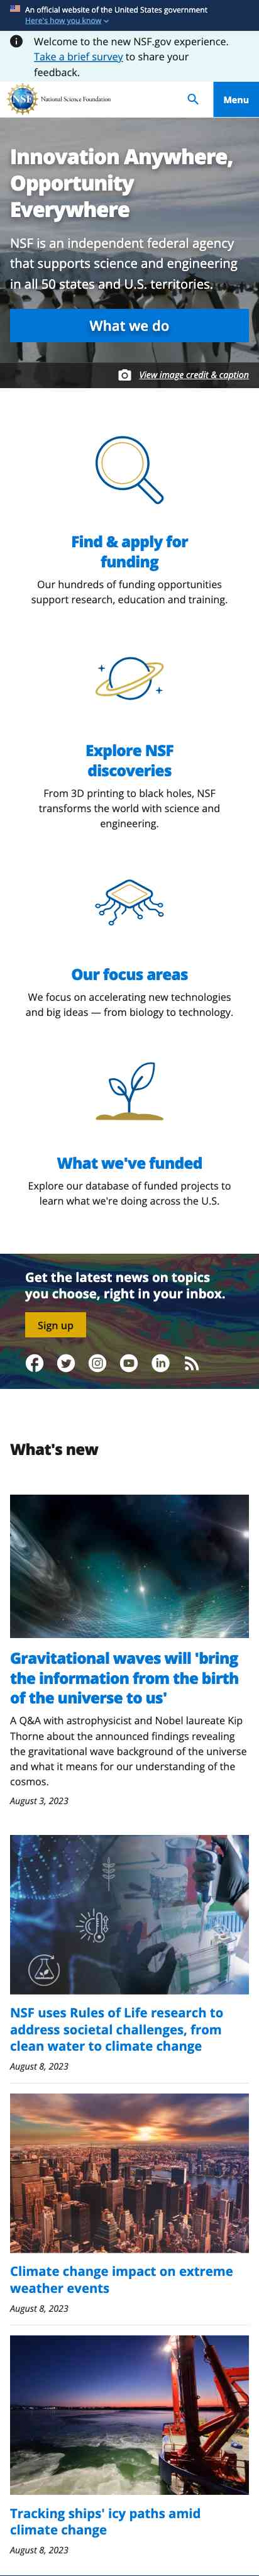 An official website of the United States government
Here's how you know
Welcome to the new NSF.gov experience.
Take a brief survey to share your
feedback.
NSF
National Science Foundation
Menu
Innovation Anywhere,
Opportunity
Everywhere
NSF is an independent federal agency
that supports science and engineering
in all 50 states and U.S. territories.
What we do
View image credit & caption
Find & apply for
funding
Our hundreds of funding opportunities
support research, education and training.
Explore NSF
discoveries
From 3D printing to black holes, NSF
transforms the world with science and
engineering.
Our focus areas
We focus on accelerating new technologies
and big ideas — from biology to technology.
What we've funded
Explore our database of funded projects to
learn what we're doing across the U.S.
Get the latest news on topics
you choose, right in your inbox.
Sign up
What's new
Gravitational waves will 'bring
the information from the birth
of the universe to us'
A Q&A with astrophysicist and Nobel laureate Kip
Thorne about the announced findings revealing
the gravitational wave background of the universe
and what it means for our understanding of the
cosmos.
August 3, 2023
NSF uses Rules of Life research to
address societal challenges, from
clean water to climate change
August 8, 2023
Climate change impact on extreme
weather events
August 8, 2023
Tracking ships' icy paths amid
climate change
August 8, 2023